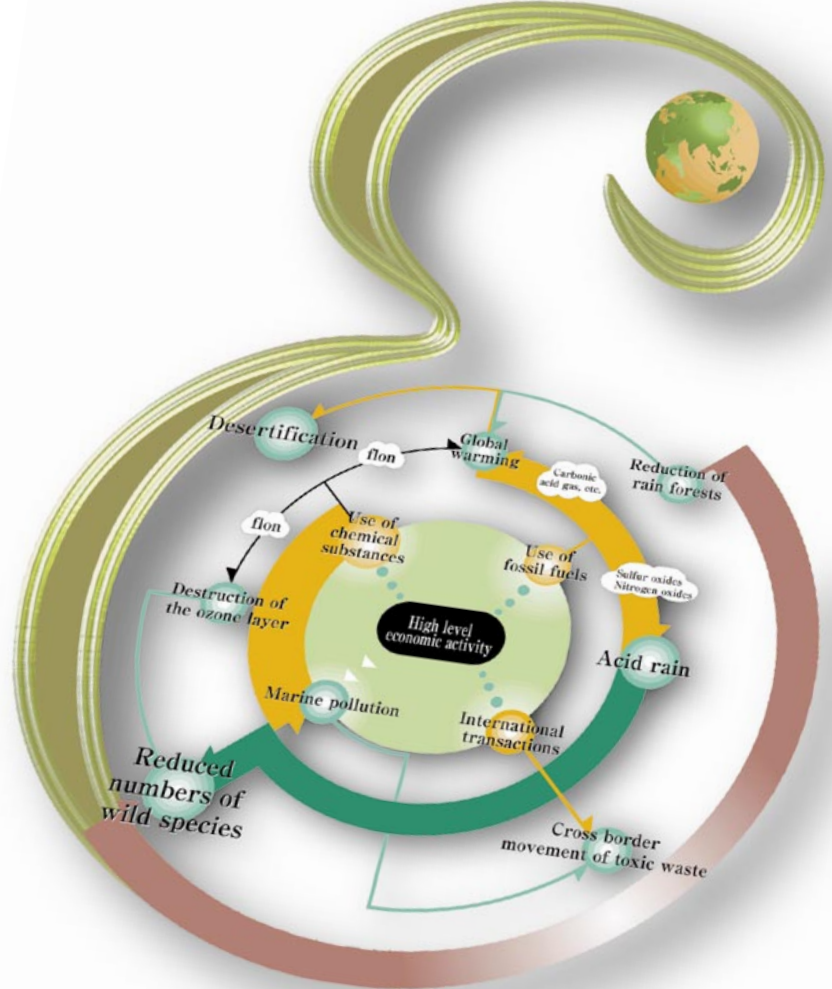 Desertification
flon
Global
warming
Carbonic
acid gas, etc.
Reduction of
rain forests
flon
Use of
chemical
substances
Use of
fossil fuels
Sulfur oxides
Nitrogen oxides
Destruction of
the ozone layer
High level
economic activity
Acid rain
Marine pollution
International
transactions
Reduced
numbers of
wild species
Cross border
movement of toxic waste